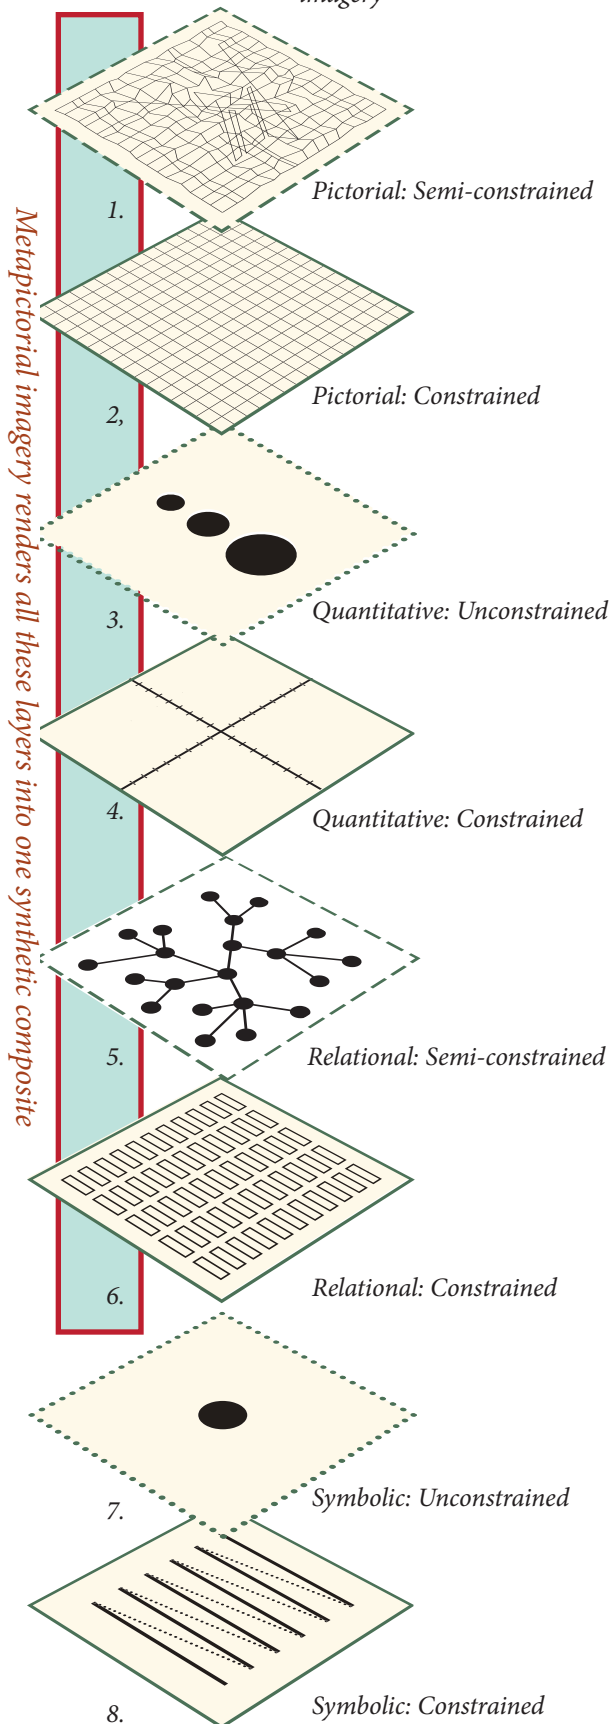 imagery
Pictorial: Semi-constrained
1.
Pictorial: Constrained
2,
Quantitative: Unconstrained
3.
Quantitative: Constrained
4.
Relational: Semi-constrained
5.
Relational: Constrained
6.
Symbolic: Unconstrained
7.
Symbolic: Constrained
8.
Metapictorial imagery renders all these layers into one synthetic composite